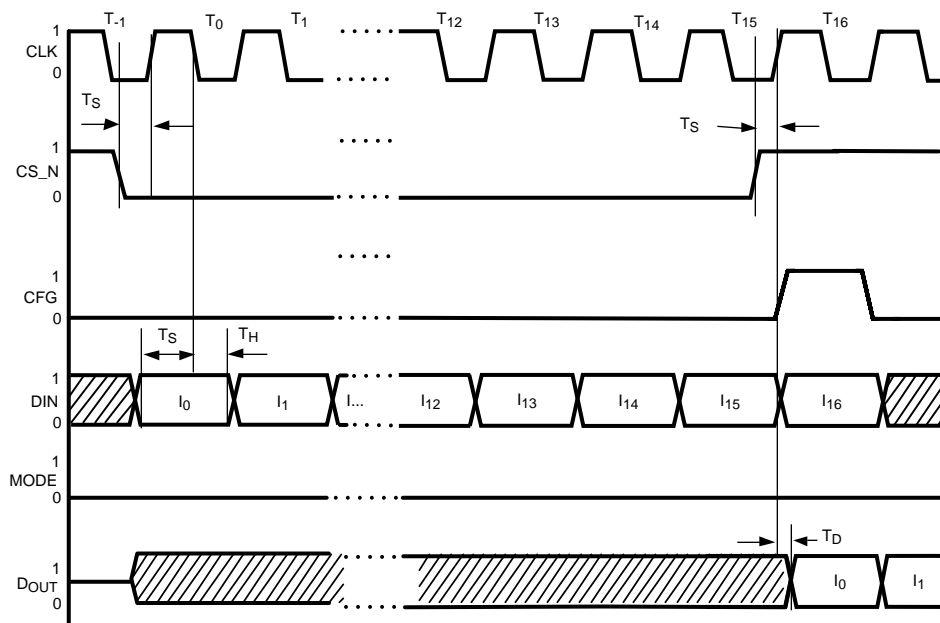 T-1 T0 T1 T12 T13 T14 T15 T16
1
CLK
0
TS TS
1
CS_N
0
1
CFG
0
TS TH
1
DIN I0 I1 I... I12 I13 I14 I15 I16
0
1
MODE
0
TD
1
DOUT I0 I1
0